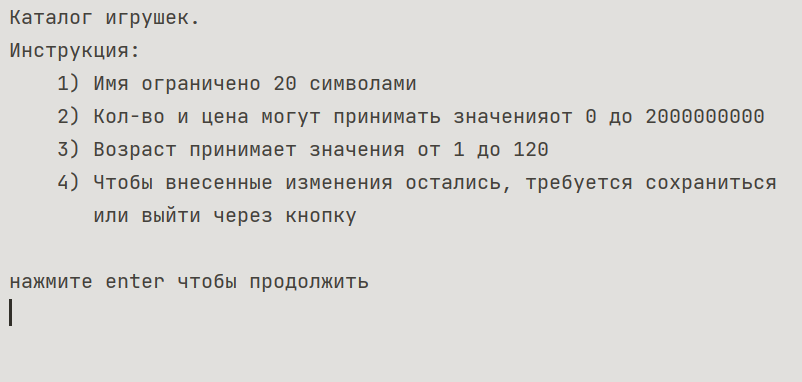 Каталог игрушек.
Инструкция:
1) Имя ограничено 20 символами
2) Кол-во и цена могут принимать значенияот 0 до 2000000000
3) Возраст принимает значения от 1 до 120
4) Чтобы внесенные изменения остались, требуется сохраниться
или выйти через кнопку
нажмите enter чтобы продолжить